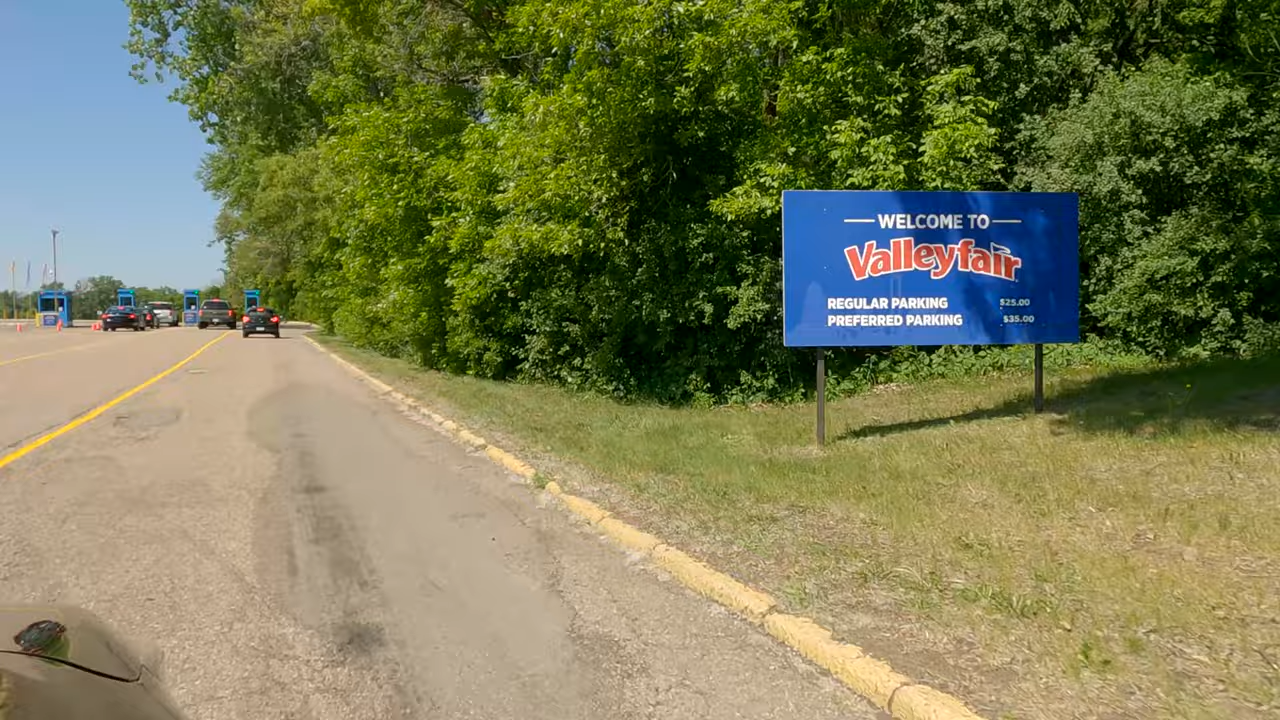 WELCOME TO
Valleyfair
REGULAR PARKING $25.00
PREFERRED PARKING $35.00